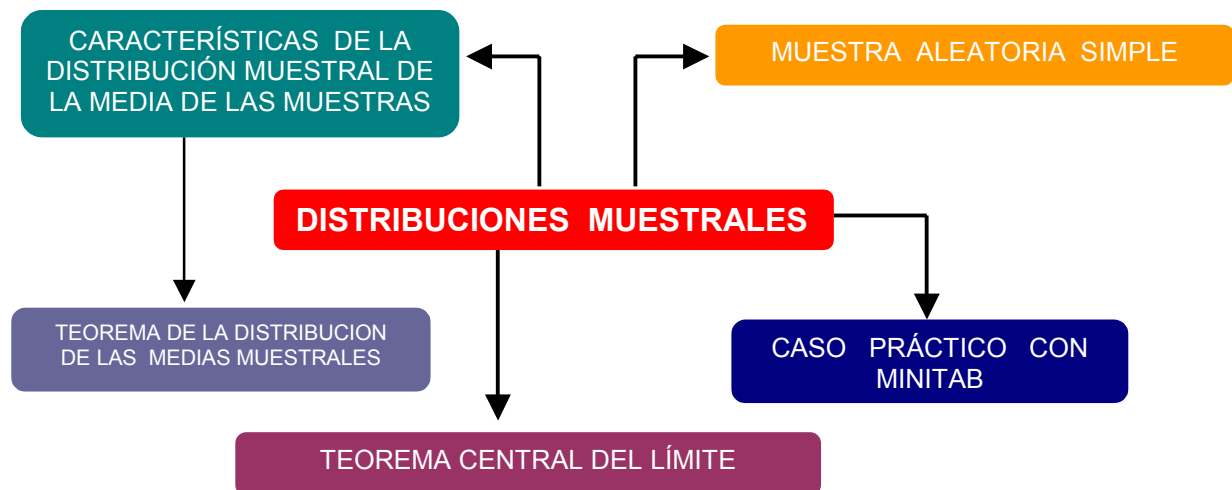 CARACTERÍSTICAS DE LA
DISTRIBUCIÓN MUESTRAL DE
LA MEDIA DE LAS MUESTRAS
MUESTRA ALEATORIA SIMPLE
DISTRIBUCIONES MUESTRALES
TEOREMA DE LA DISTRIBUCION
DE LAS MEDIAS MUESTRALES
CASO PRÁCTICO CON
MINITAB
TEOREMA CENTRAL DEL LÍMITE